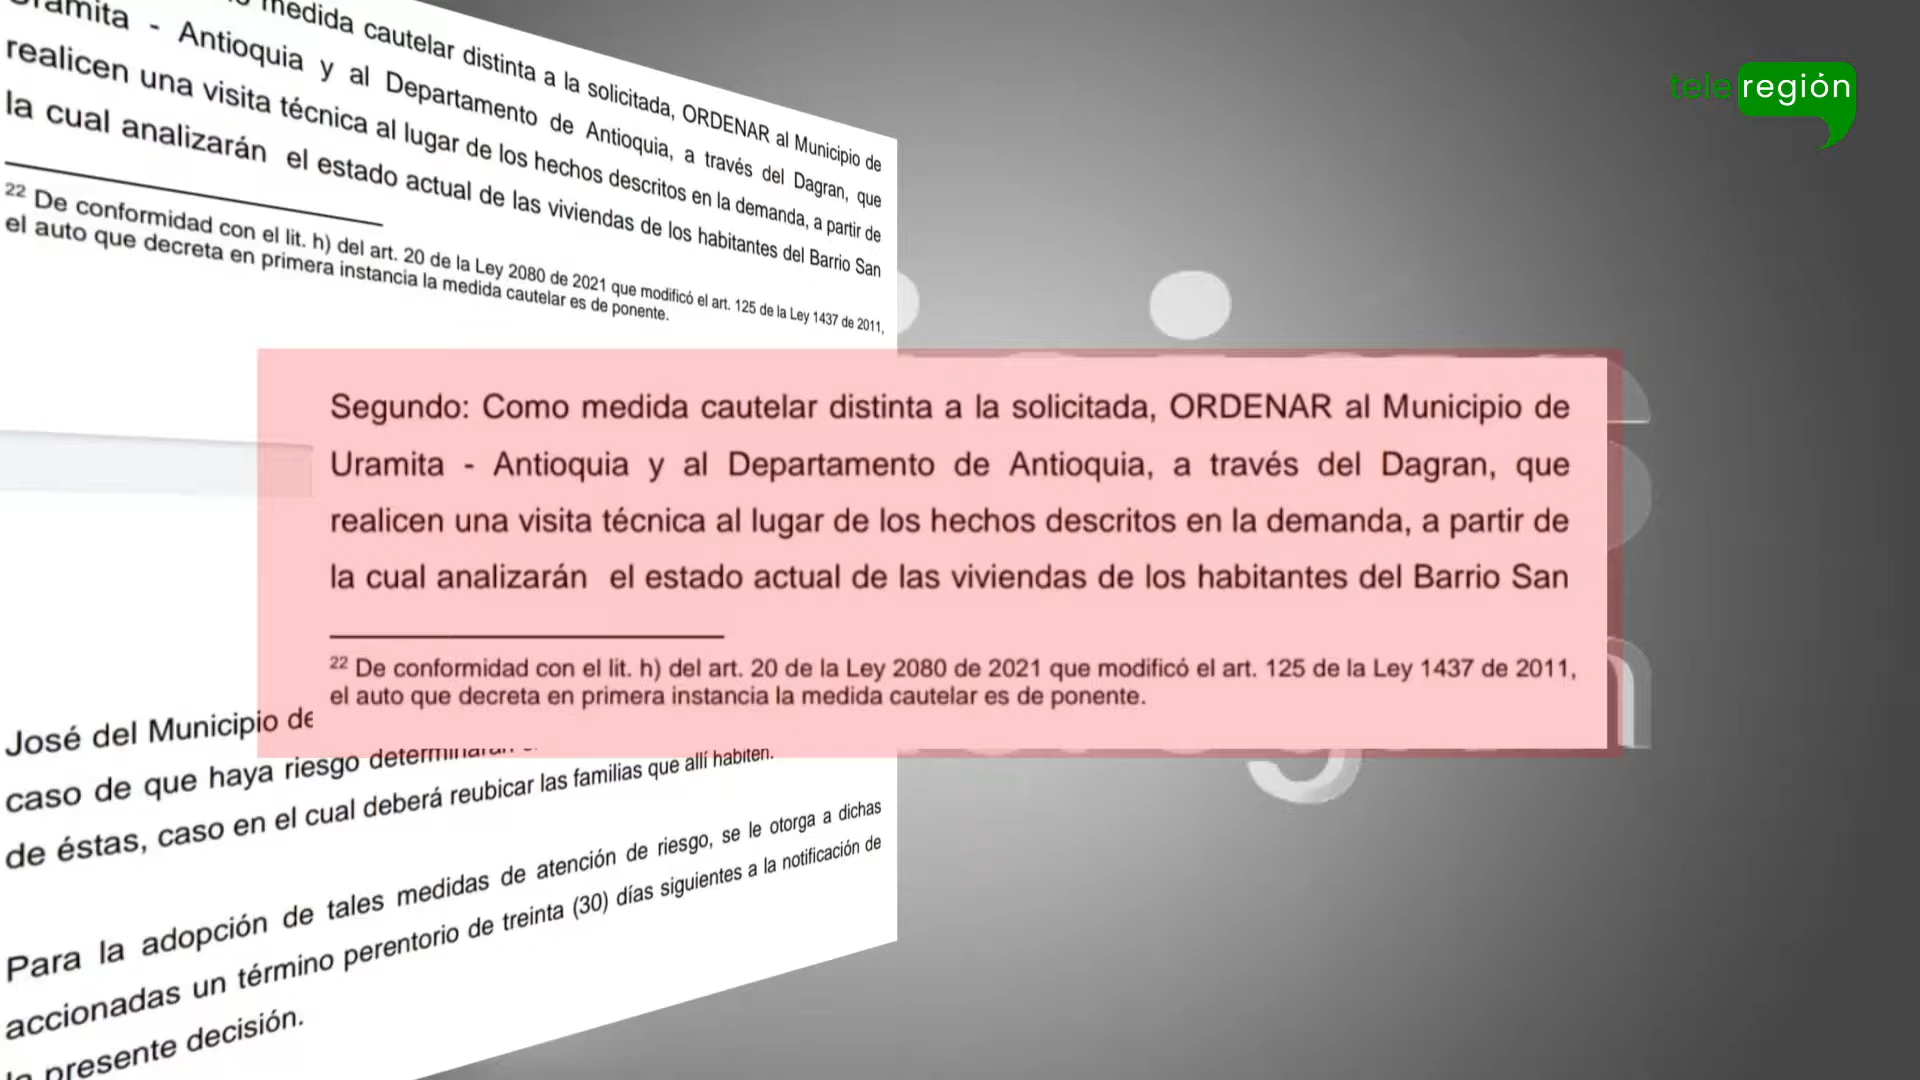 medida cautelar distinta a la solicitada, ORDENAR al Municipio de
Uramita - Antioquia y al Departamento de Antioquia, a través del Dagran, que
realicen una visita técnica al lugar de los hechos descritos en la demanda, a partir de
la cual analizarán el estado actual de las viviendas de los habitantes del Barrio San
22 De conformidad con el lit. h) del art. 20 de la Ley 2080 de 2021 que modificó el art. 125 de la Ley 1437 de 2011,
el auto que decreta en primera instancia la medida cautelar es de ponente.
tele región
Segundo: Como medida cautelar distinta a la solicitada, ORDENAR al Municipio de
Uramita - Antioquia y al Departamento de Antioquia, a través del Dagran, que
realicen una visita técnica al lugar de los hechos descritos en la demanda, a partir de
la cual analizarán el estado actual de las viviendas de los habitantes del Barrio San
22 De conformidad con el lit. h) del art. 20 de la Ley 2080 de 2021 que modificó el art. 125 de la Ley 1437 de 2011,
el auto que decreta en primera instancia la medida cautelar es de ponente.
José del Municipio de
caso de que haya riesgo determinarán
de éstas, caso en el cual deberá reubicar las familias que allí habiten.
Para la adopción de tales medidas de atención de riesgo, se le otorga a dichas
accionadas un término perentorio de treinta (30) días siguientes a la notificación de
la presente decisión.